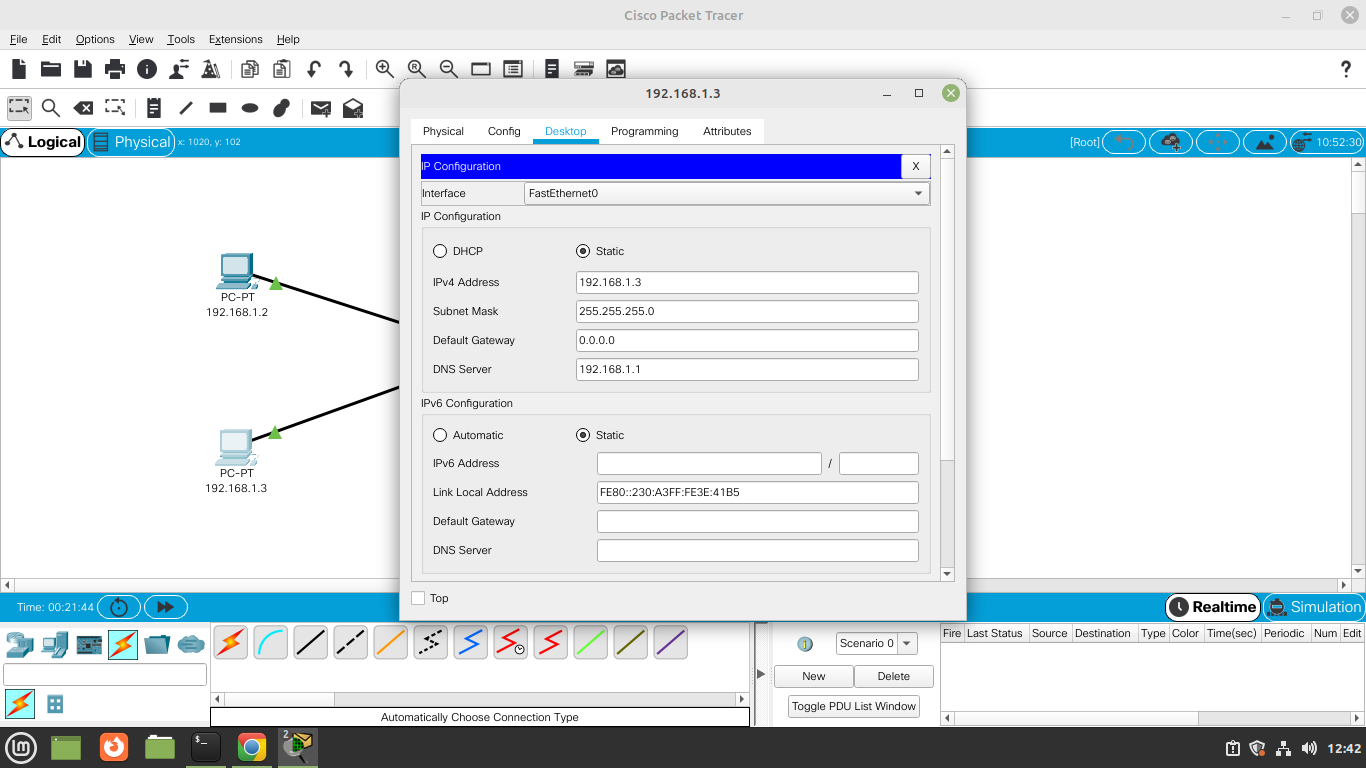 Cisco Packet Tracer
File Edit Options View Tools Extensions Help
?
192.168.1.3
Logical Physical x: 1020, y: 102
[Root] 10:52:30
Physical Config Desktop Programming Attributes
IP Configuration X
Interface FastEthernet0
IP Configuration
DHCP Static
IPv4 Address 192.168.1.3
Subnet Mask 255.255.255.0
Default Gateway 0.0.0.0
DNS Server 192.168.1.1
IPv6 Configuration
Automatic Static
IPv6 Address /
Link Local Address FE80::230:A3FF:FE3E:41B5
Default Gateway
DNS Server
Top
PC-PT
192.168.1.2
PC-PT
192.168.1.3
Time: 00:21:44
Realtime Simulation
1 Scenario 0
New Delete
Toggle PDU List Window
Fire Last Status Source Destination Type Color Time(sec) Periodic Num Edit
Automatically Choose Connection Type
2
12:42